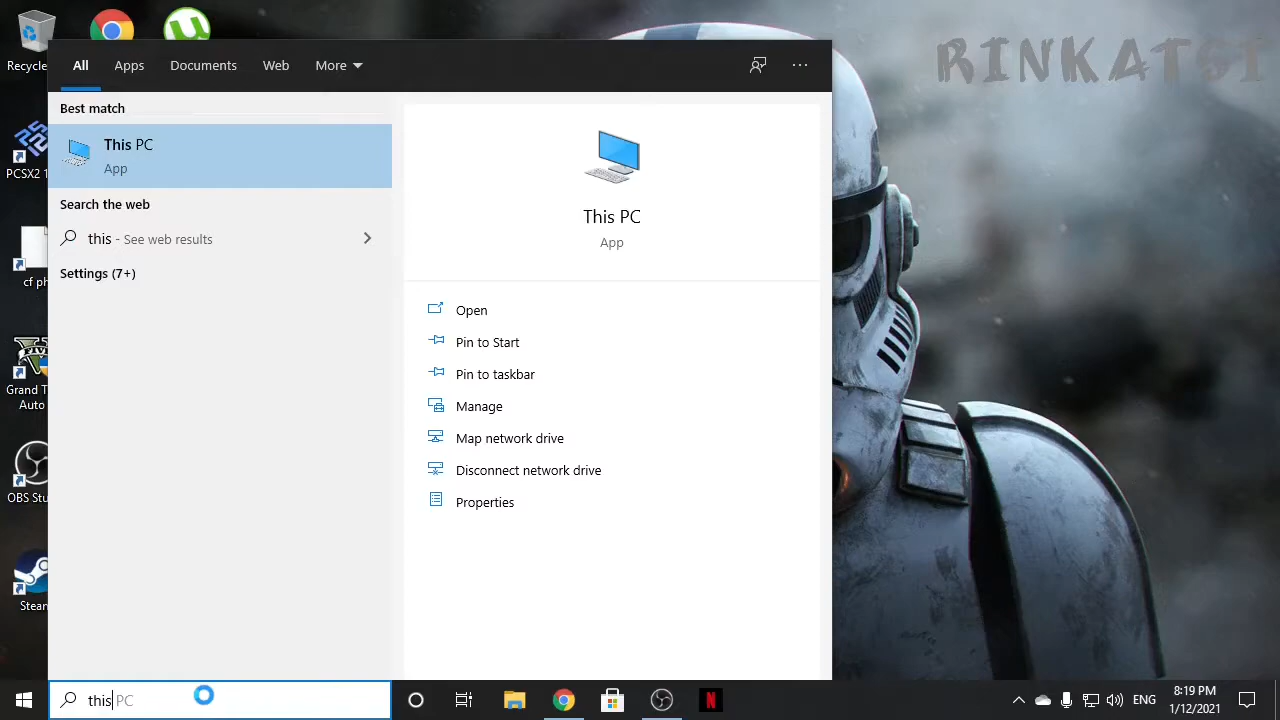 RINKATSI
Recycle
PCSX2 1
cf ph
Grand T
Auto
OBS Stu
Steam
All
Apps
Documents
Web
More
Best match
This PC
App
Search the web
this - See web results
Settings (7+)
This PC
App
Open
Pin to Start
Pin to taskbar
Manage
Map network drive
Disconnect network drive
Properties
this PC
ENG
8:19 PM
1/12/2021